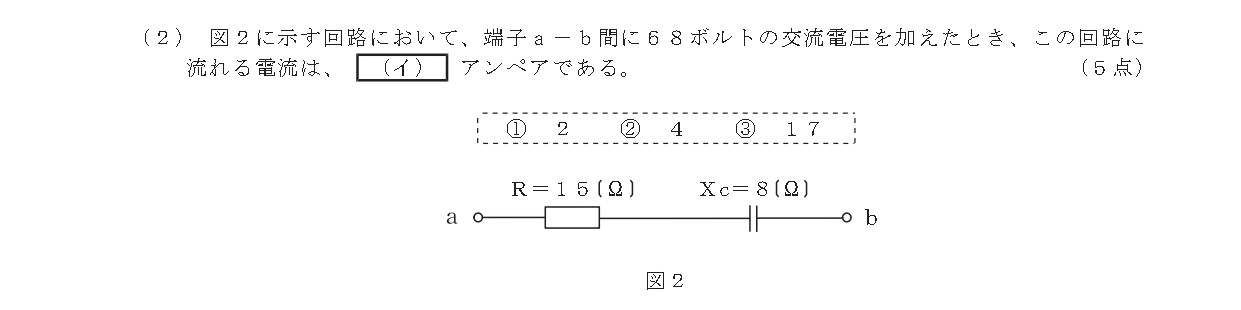 (２) 図２に示す回路において、端子ａ－ｂ間に６８ボルトの交流電圧を加えたとき、この回路に
流れる電流は、 (イ) アンペアである。 (５点)
① ２ ② ４ ③ １７
Ｒ＝１５〔Ω〕 Ｘｃ＝８〔Ω〕
ａ ｂ
図２